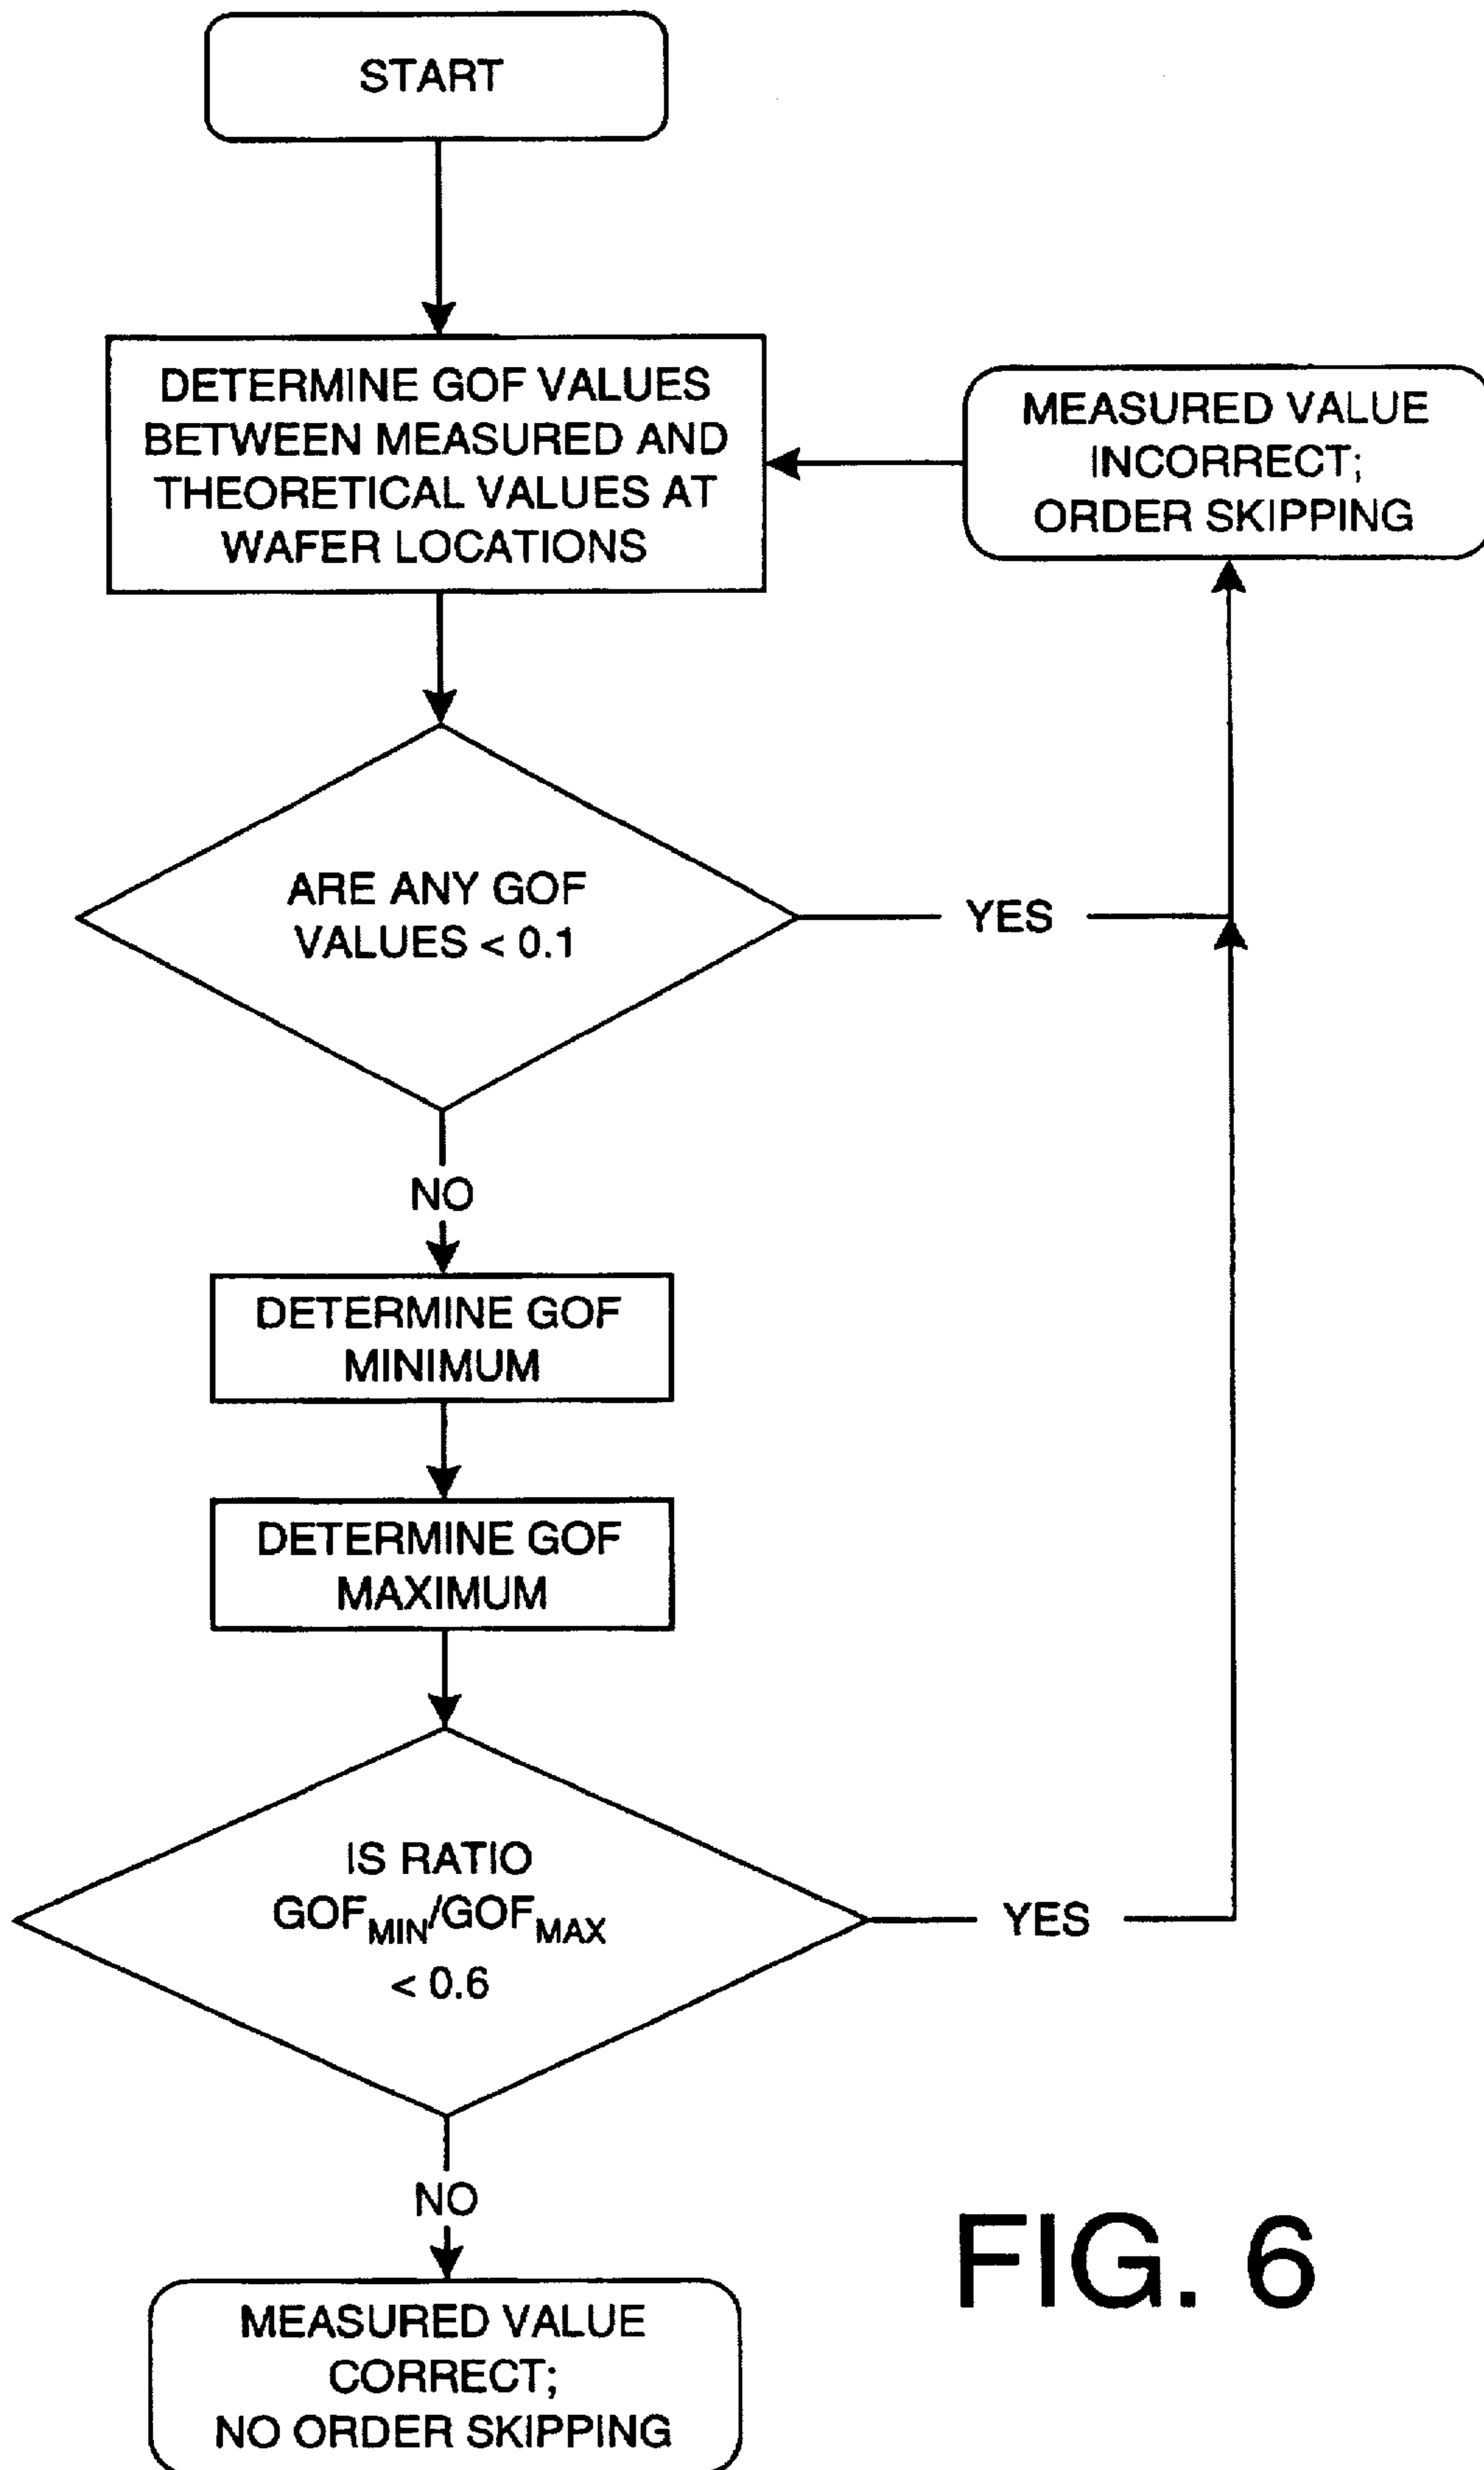 START
DETERMINE GOF VALUES
BETWEEN MEASURED AND
THEORETICAL VALUES AT
WAFER LOCATIONS
MEASURED VALUE
INCORRECT;
ORDER SKIPPING
ARE ANY GOF
VALUES < 0.1
YES
NO
DETERMINE GOF
MINIMUM
DETERMINE GOF
MAXIMUM
IS RATIO
GOF_MIN/GOF_MAX
< 0.6
YES
NO
MEASURED VALUE
CORRECT;
NO ORDER SKIPPING
FIG. 6